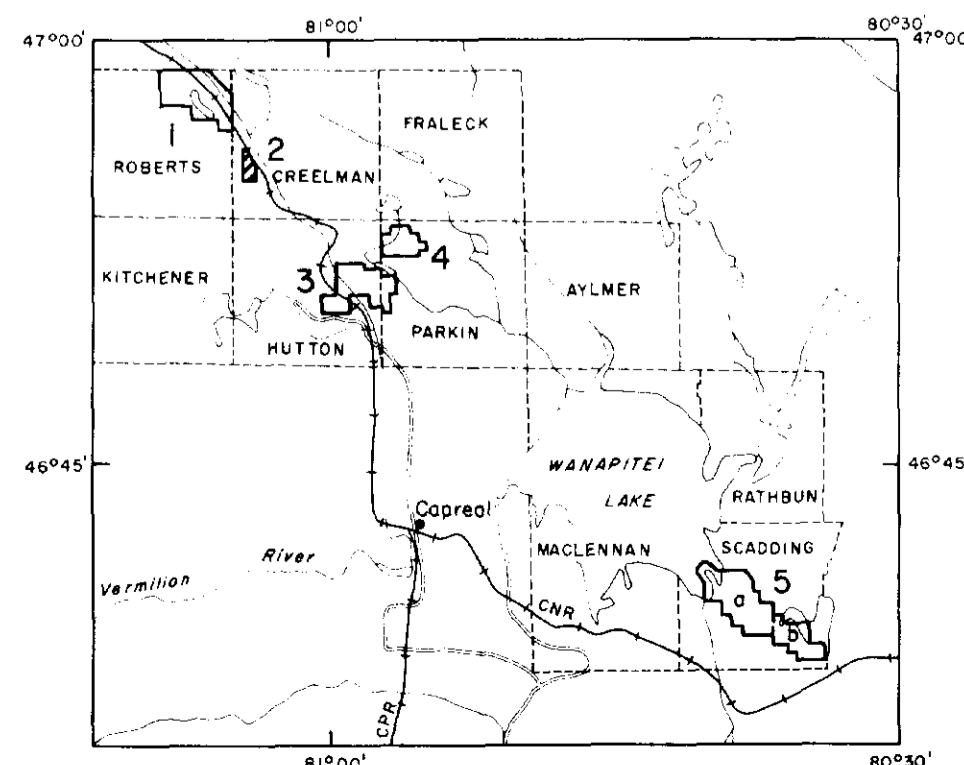 81°00'
80°30'
47°00'
47°00'
FRALECK
1
2
ROBERTS
CREELMAN
4
KITCHENER
3
AYLMER
PARKIN
HUTTON
46°45'
46°45'
WANAPITEI
LAKE
RATHBUN
Capreol
MACLENNAN
SCADDING
River
Vermilion
5
a
CNR
b
CPR
81°00'
80°30'